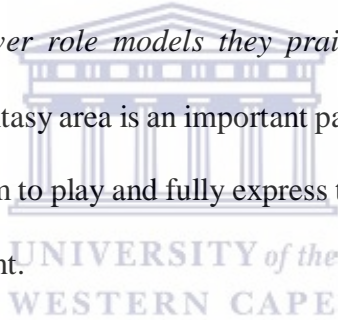 ver role models they prai
tasy area is an important pa
n to play and fully express t
nt.
UNIVERSITY of the
WESTERN CAPE